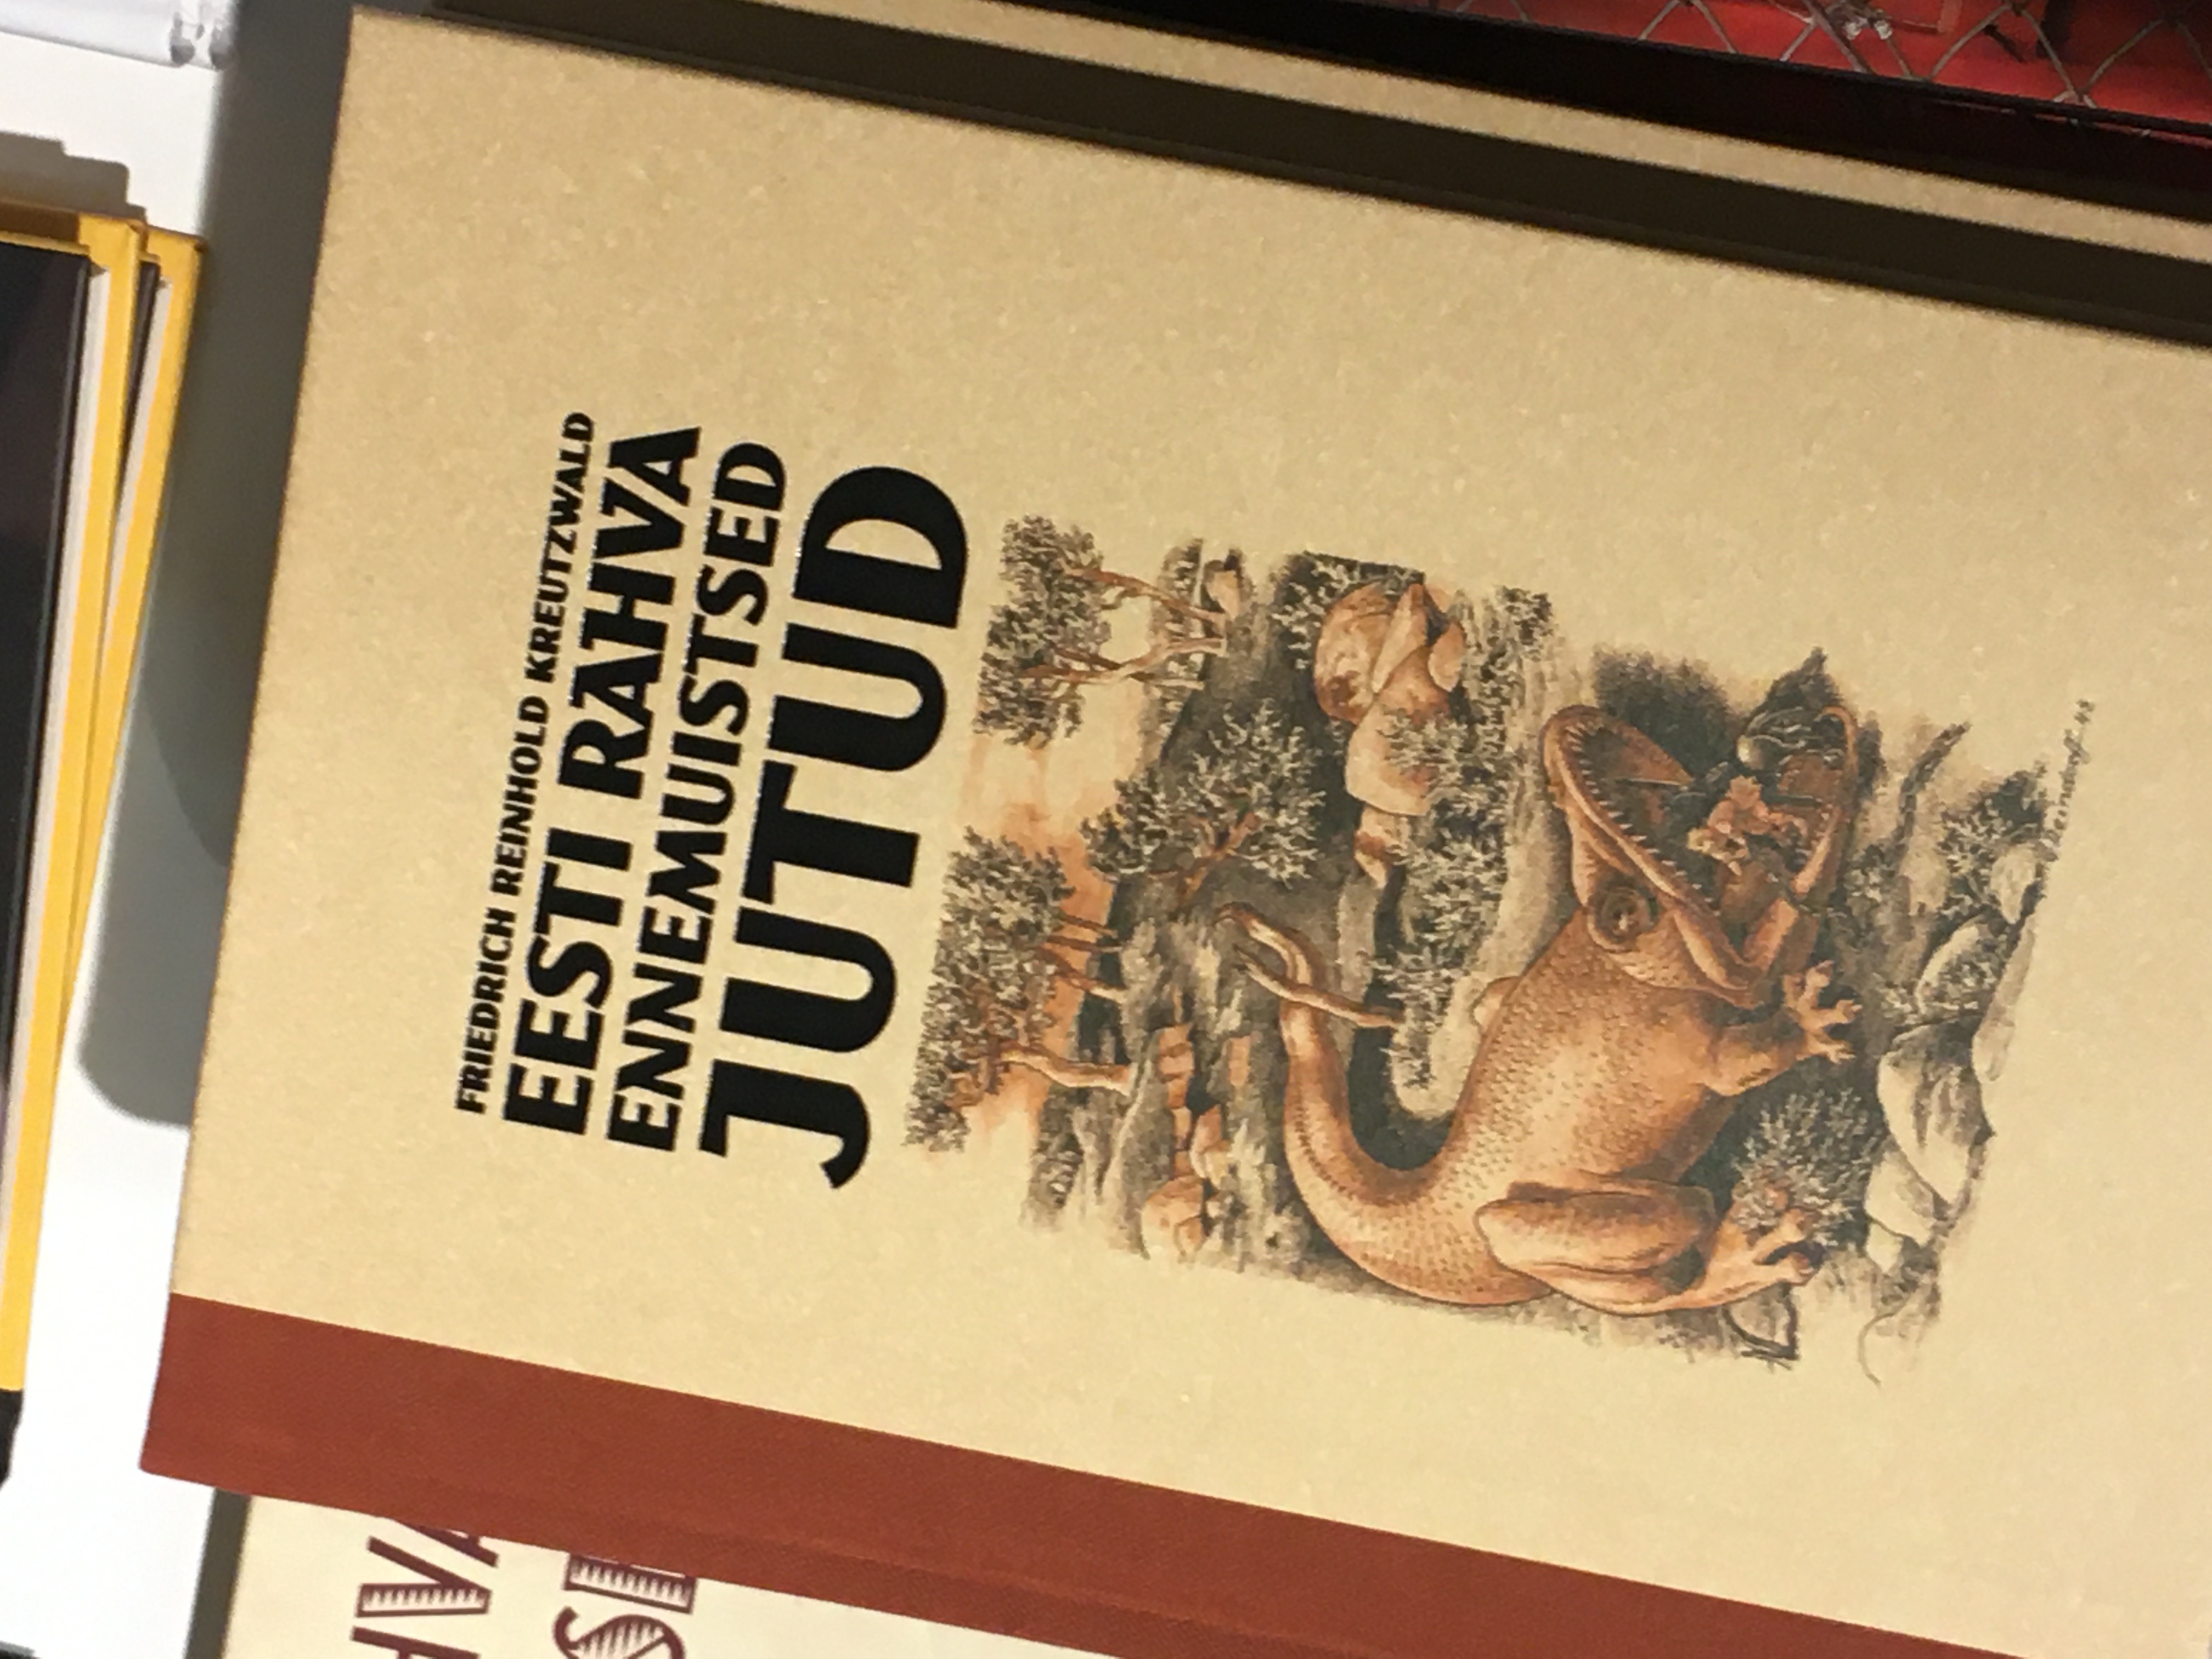 FRIEDRICH REINHOLD KREUTZWALD
EESTI RAHVA
ENNEMUISTSED
JUTUD